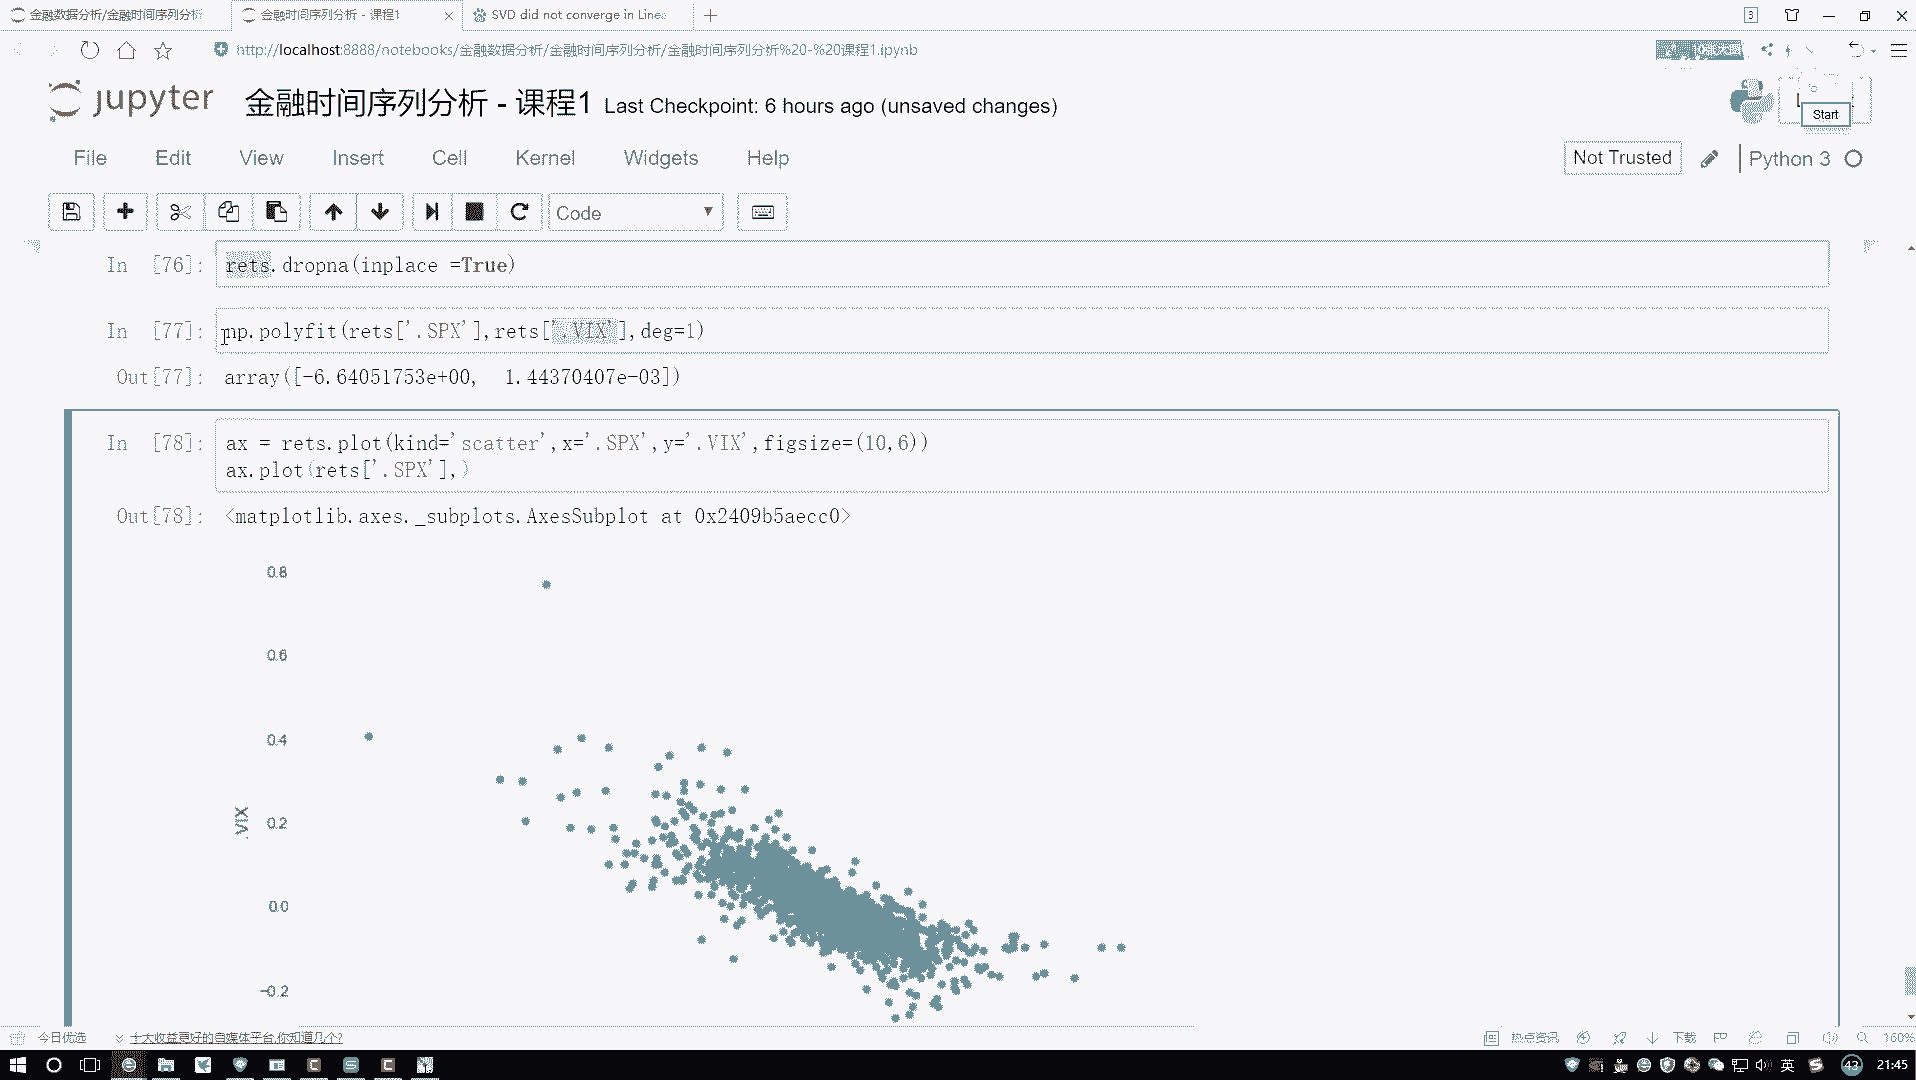 金融数据分析/金融时间序列分析
金融时间序列分析 - 课程1
SVD did not converge in Line
3
http://localhost:8888/notebooks/金融数据分析/金融时间序列分析/金融时间序列分析%20-%20课程1.ipynb
jupyter
金融时间序列分析 - 课程1 Last Checkpoint: 6 hours ago (unsaved changes)
Start
File Edit View Insert Cell Kernel Widgets Help
Not Trusted
Python 3
Code
In [76]: rets.dropna(inplace =True)
In [77]: np.polyfit(rets['.SPX'],rets['.VIX'],deg=1)
Out[77]: array([-6.64051753e+00, 1.44370407e-03])
In [78]: ax = rets.plot(kind='scatter',x='.SPX',y='.VIX',figsize=(10,6))
ax.plot(rets['.SPX'],)
Out[78]: <matplotlib.axes._subplots.AxesSubplot at 0x2409b5aecc0>
0.8
0.6
0.4
.VIX
0.2
0.0
-0.2
今日优选
十大收益更好的自媒体平台,你知道几个?
热点资讯
下载
160%
英
43
21:45